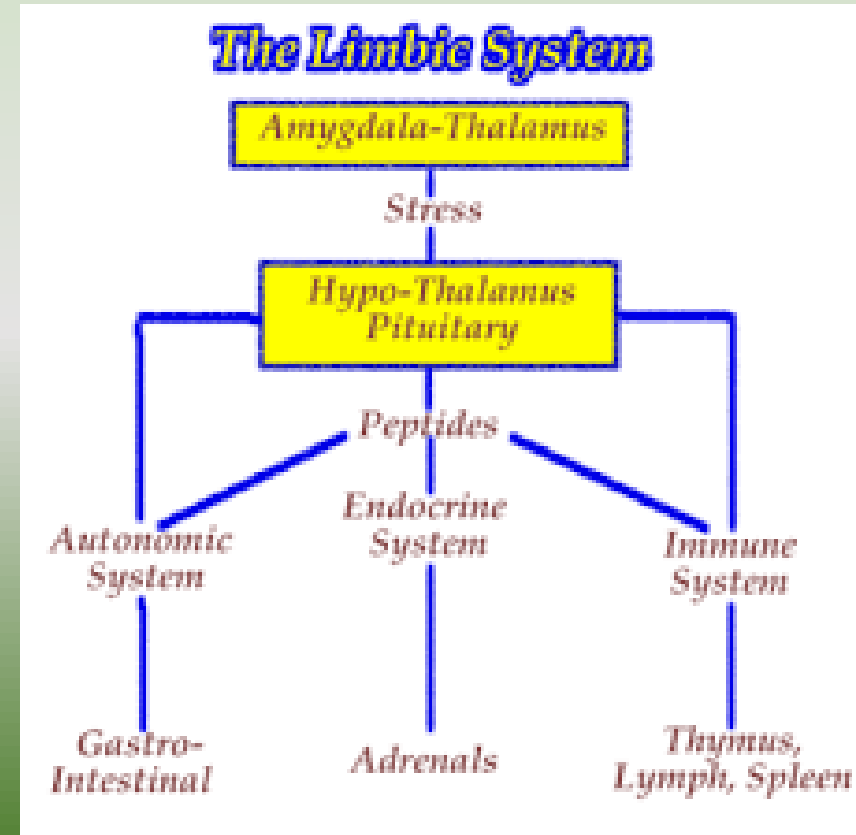 The Limbic System
Amygdala-Thalamus
Stress
Hypo-Thalamus
Pituitary
Peptides
Autonomic
System
Endocrine
System
Immune
System
Gastro-
Intestinal
Adrenals
Thymus,
Lymph, Spleen